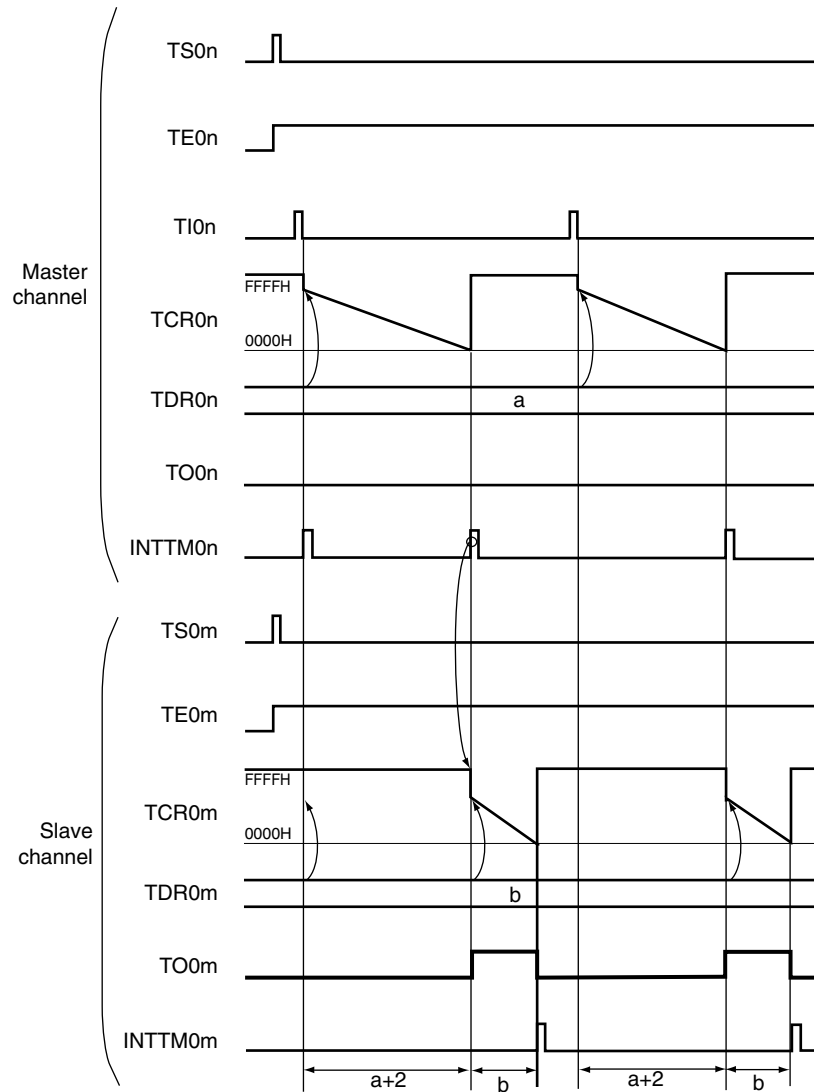 TS0n
TE0n
TI0n
Master
channel
FFFFH
TCR0n
0000H
TDR0n
a
TO0n
INTTM0n
TS0m
TE0m
FFFFH
TCR0m
Slave
channel
0000H
TDR0m
b
TO0m
INTTM0m
a+2 b a+2 b